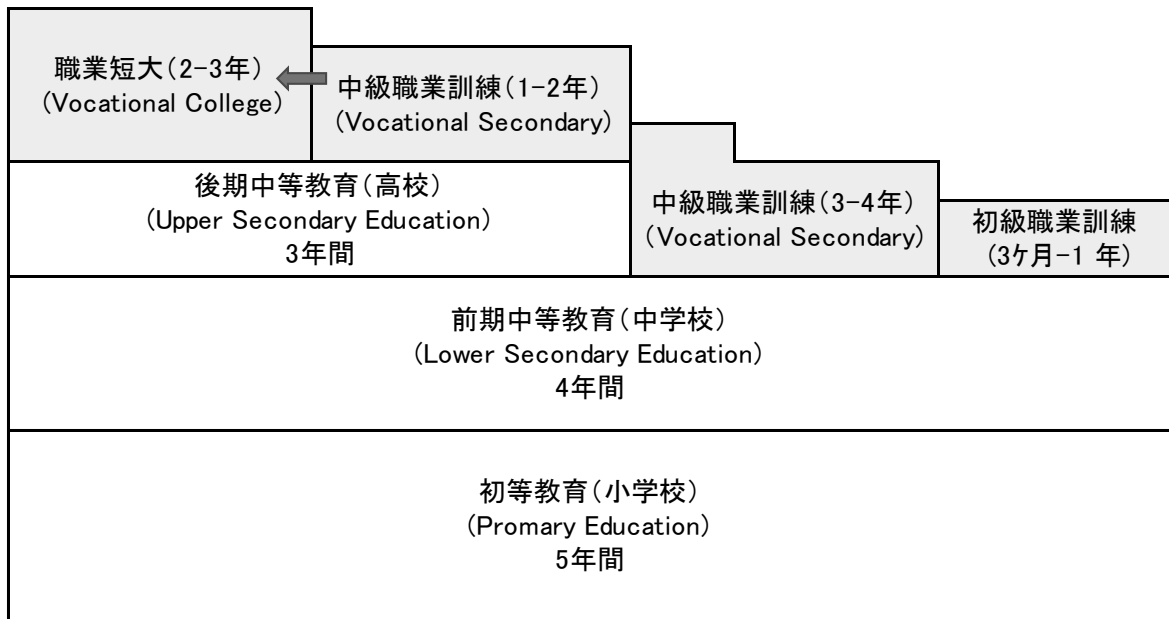 職業短大(2-3年)
(Vocational College)
中級職業訓練(1-2年)
(Vocational Secondary)
後期中等教育(高校)
(Upper Secondary Education)
3年間
中級職業訓練(3-4年)
(Vocational Secondary)
初級職業訓練
(3ケ月-1 年)
前期中等教育(中学校)
(Lower Secondary Education)
4年間
初等教育(小学校)
(Promary Education)
5年間